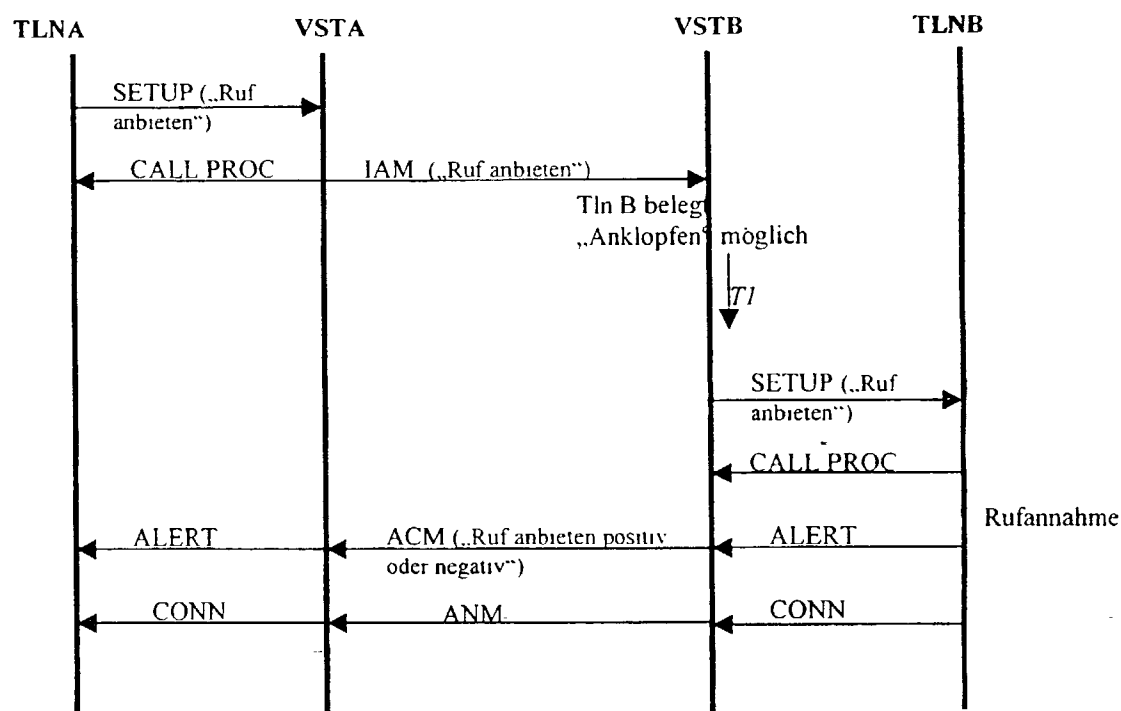 TLNA VSTA VSTB TLNB
SETUP („Ruf
anbieten“)
CALL PROC IAM („Ruf anbieten“)
Tln B belegt
„Anklopfen“ möglich
T1
SETUP („Ruf
anbieten“)
CALL PROC
Rufannahme
ALERT ACM („Ruf anbieten positiv
oder negativ“) ALERT
CONN ANM CONN